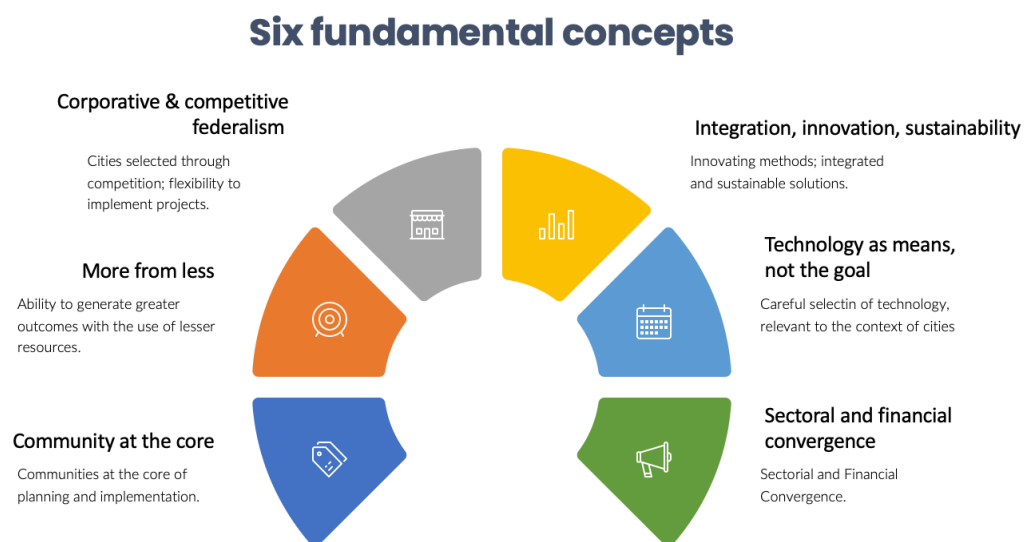 Six fundamental concepts
Corporative & competitive
federalism
Cities selected through
competition; flexibility to
implement projects.
More from less
Ability to generate greater
outcomes with the use of lesser
resources.
Community at the core
Communities at the core of
planning and implementation.
Integration, innovation, sustainability
Innovating methods; integrated
and sustainable solutions.
Technology as means,
not the goal
Careful selectin of technology,
relevant to the context of cities
Sectoral and financial
convergence
Sectorial and Financial
Convergence.